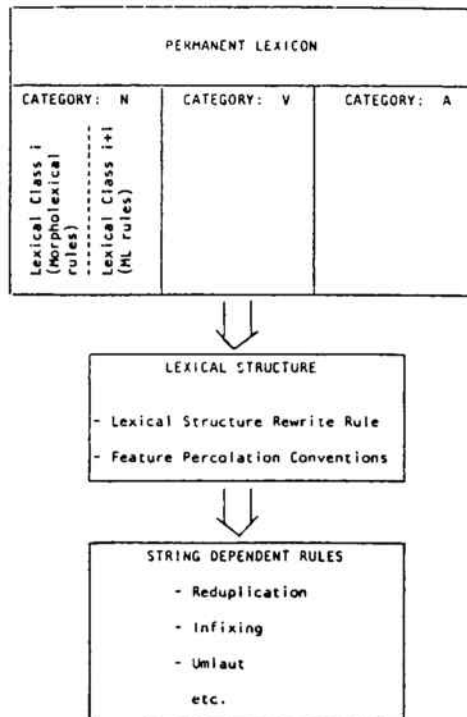 PERMANENT LEXICON
CATEGORY: N
CATEGORY: V
CATEGORY: A
Lexical Class i
(Morpholexical
rules)
Lexical Class i+1
(ML rules)
LEXICAL STRUCTURE
- Lexical Structure Rewrite Rule
- Feature Percolation Conventions
STRING DEPENDENT RULES
- Reduplication
- Infixing
- Umlaut
etc.